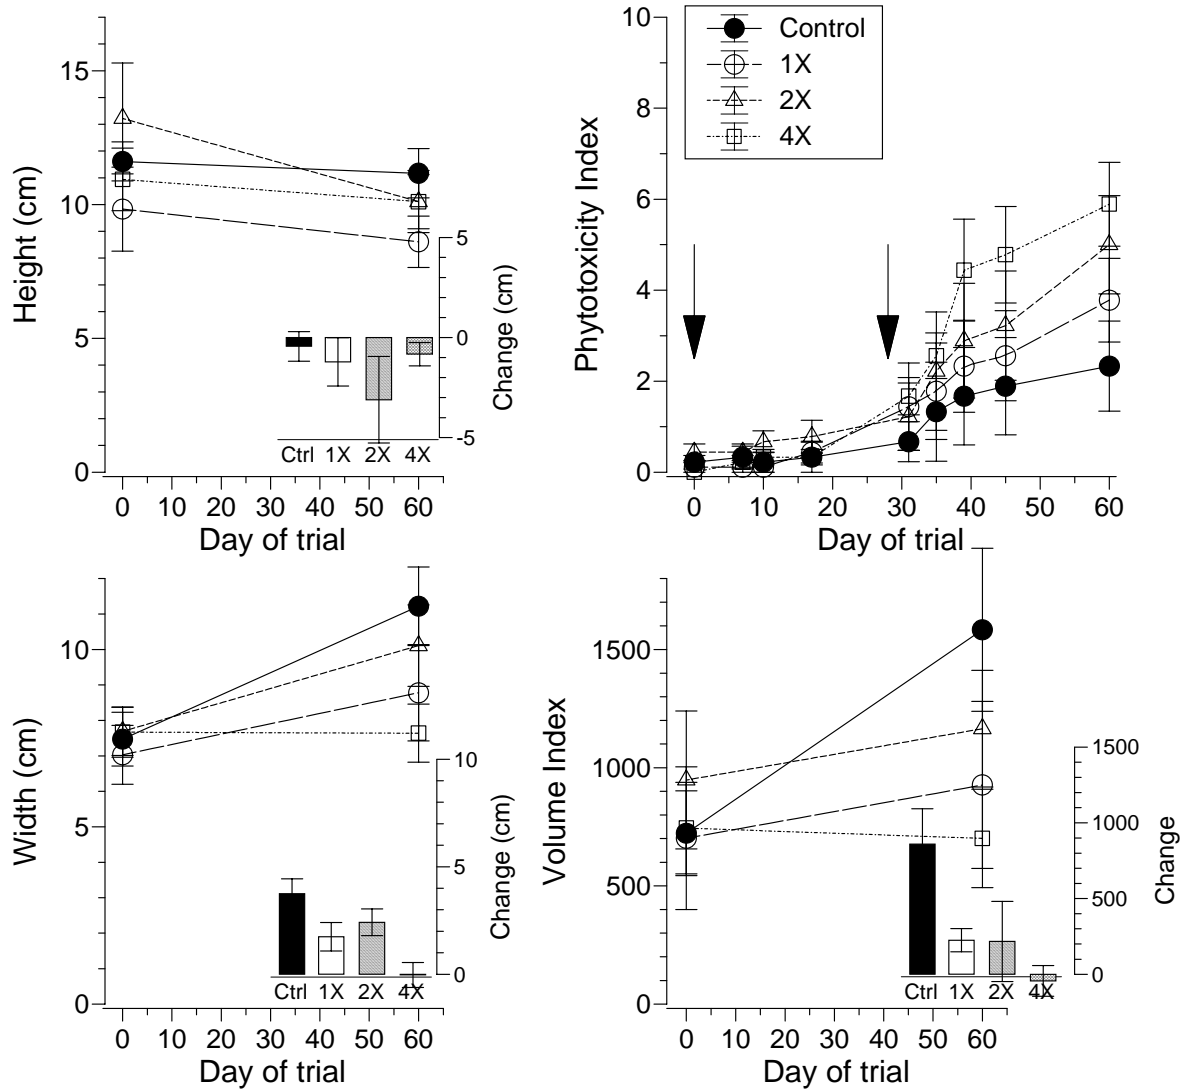 15
10
5
0
Height (cm)
5
0
-5
Change (cm)
Ctrl 1X 2X 4X
0 10 20 30 40 50 60
Day of trial
10
8
6
4
2
0
Phytotoxicity Index
Control
1X
2X
4X
0 10 20 30 40 50 60
Day of trial
10
5
0
Width (cm)
10
5
0
Change (cm)
Ctrl 1X 2X 4X
0 10 20 30 40 50 60
Day of trial
1500
1000
500
0
Volume Index
1500
1000
500
0
Change
Ctrl 1X 2X 4X
0 10 20 30 40 50 60
Day of trial